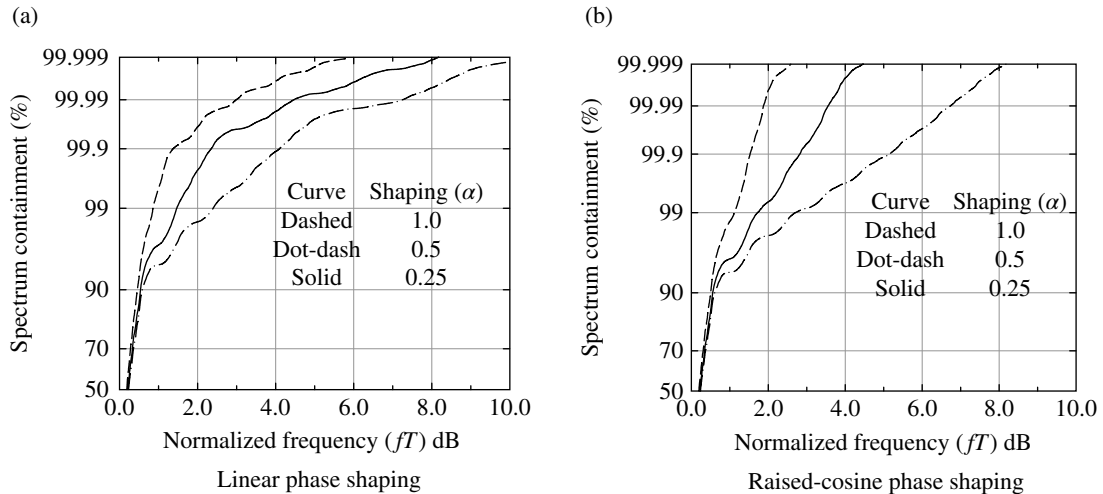 (a)
Spectrum containment (%)
99.999
99.99
99.9
99
90
70
50
0.0 2.0 4.0 6.0 8.0 10.0
Curve Shaping (α)
Dashed 1.0
Dot-dash 0.5
Solid 0.25
Normalized frequency (fT) dB
Linear phase shaping
(b)
Spectrum containment (%)
99.999
99.99
99.9
99
90
70
50
0.0 2.0 4.0 6.0 8.0 10.0
Curve Shaping (α)
Dashed 1.0
Dot-dash 0.5
Solid 0.25
Normalized frequency (fT) dB
Raised-cosine phase shaping